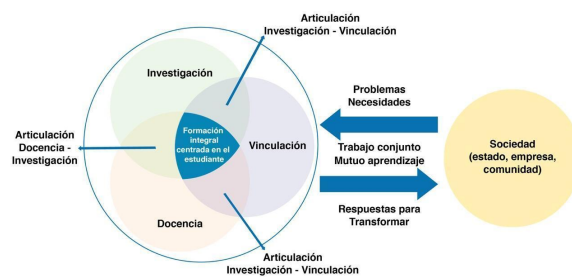 Articulación
Investigación - Vinculación
Investigación
Problemas
Necesidades
Articulación
Docencia -
Investigación
Formación
integral
centrada en el
estudiante
Vinculación
Trabajo conjunto
Mutuo aprendizaje
Sociedad
(estado, empresa,
comunidad)
Docencia
Respuestas para
Transformar
Articulación
Investigación - Vinculación